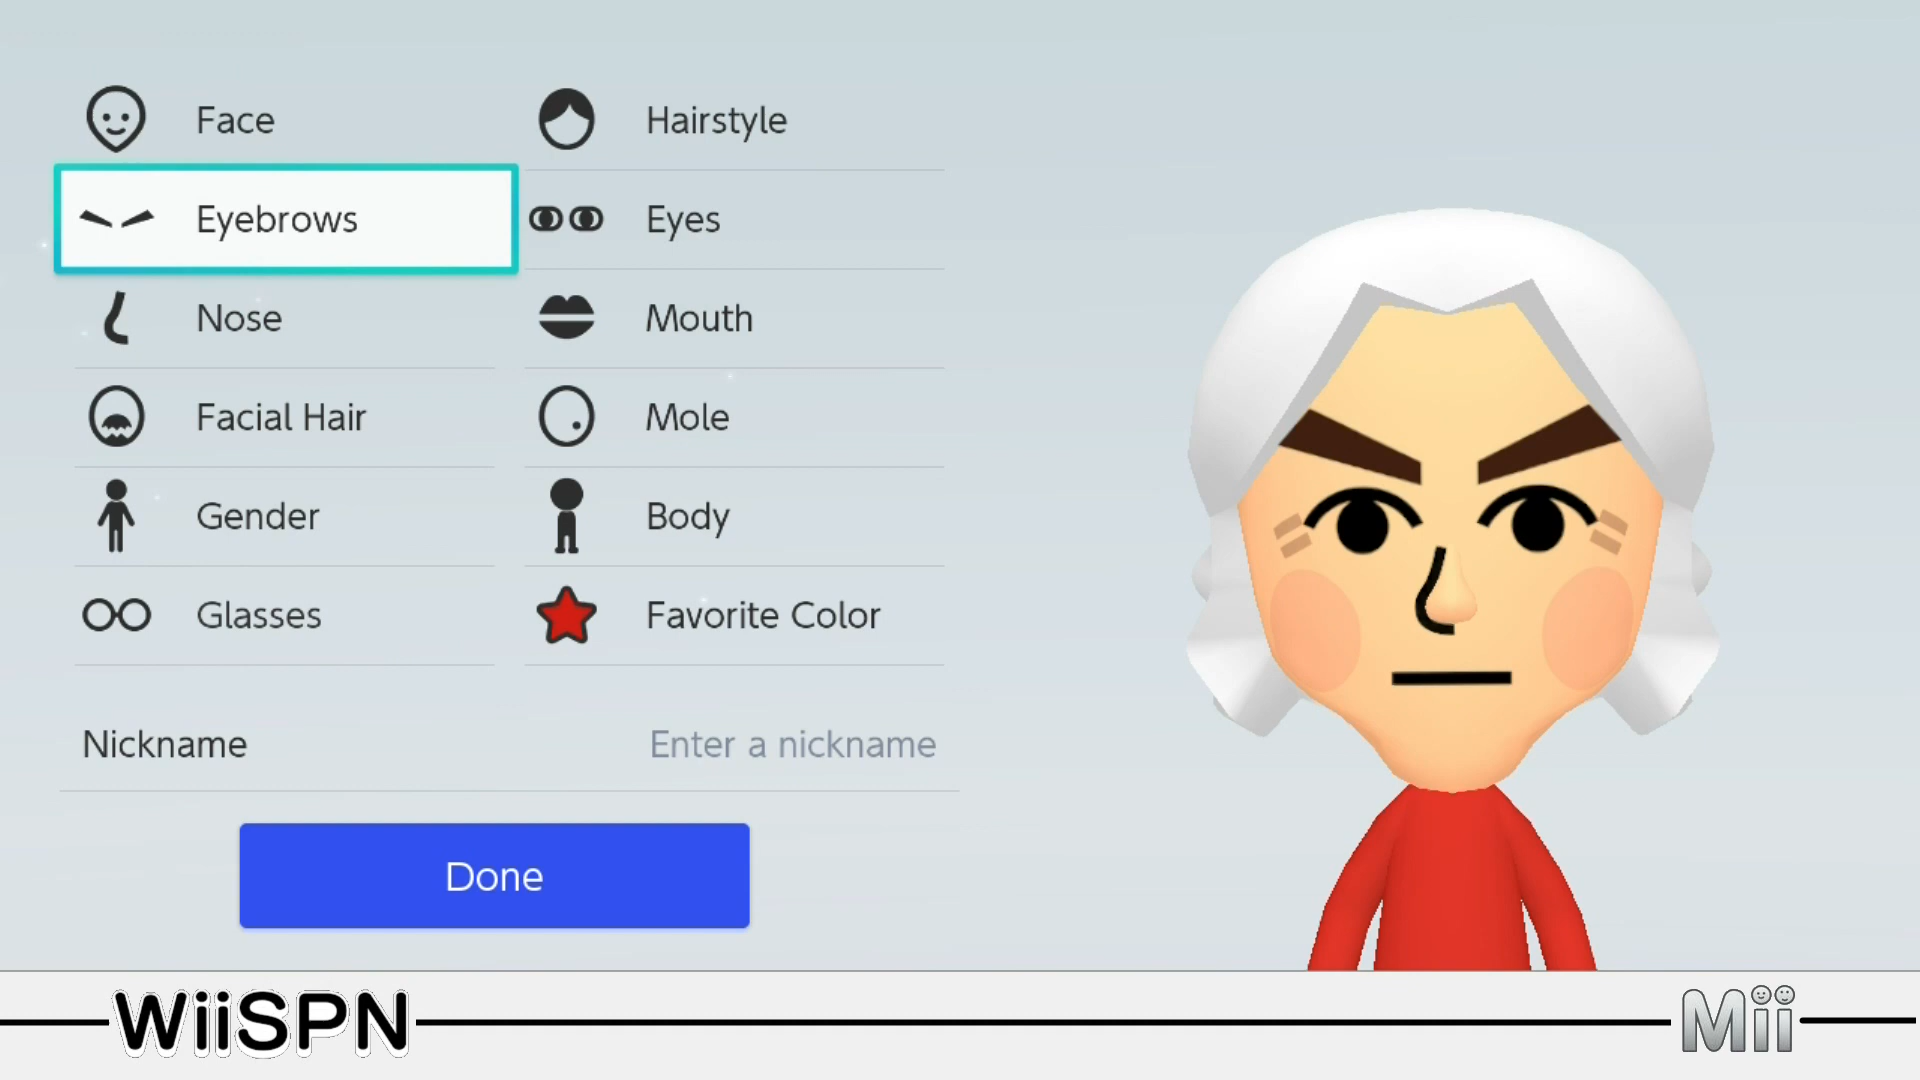 Face
Hairstyle
Eyebrows
Eyes
Nose
Mouth
Facial Hair
Mole
Gender
Body
Glasses
Favorite Color
Nickname
Enter a nickname
Done
WiiSPN
Mii